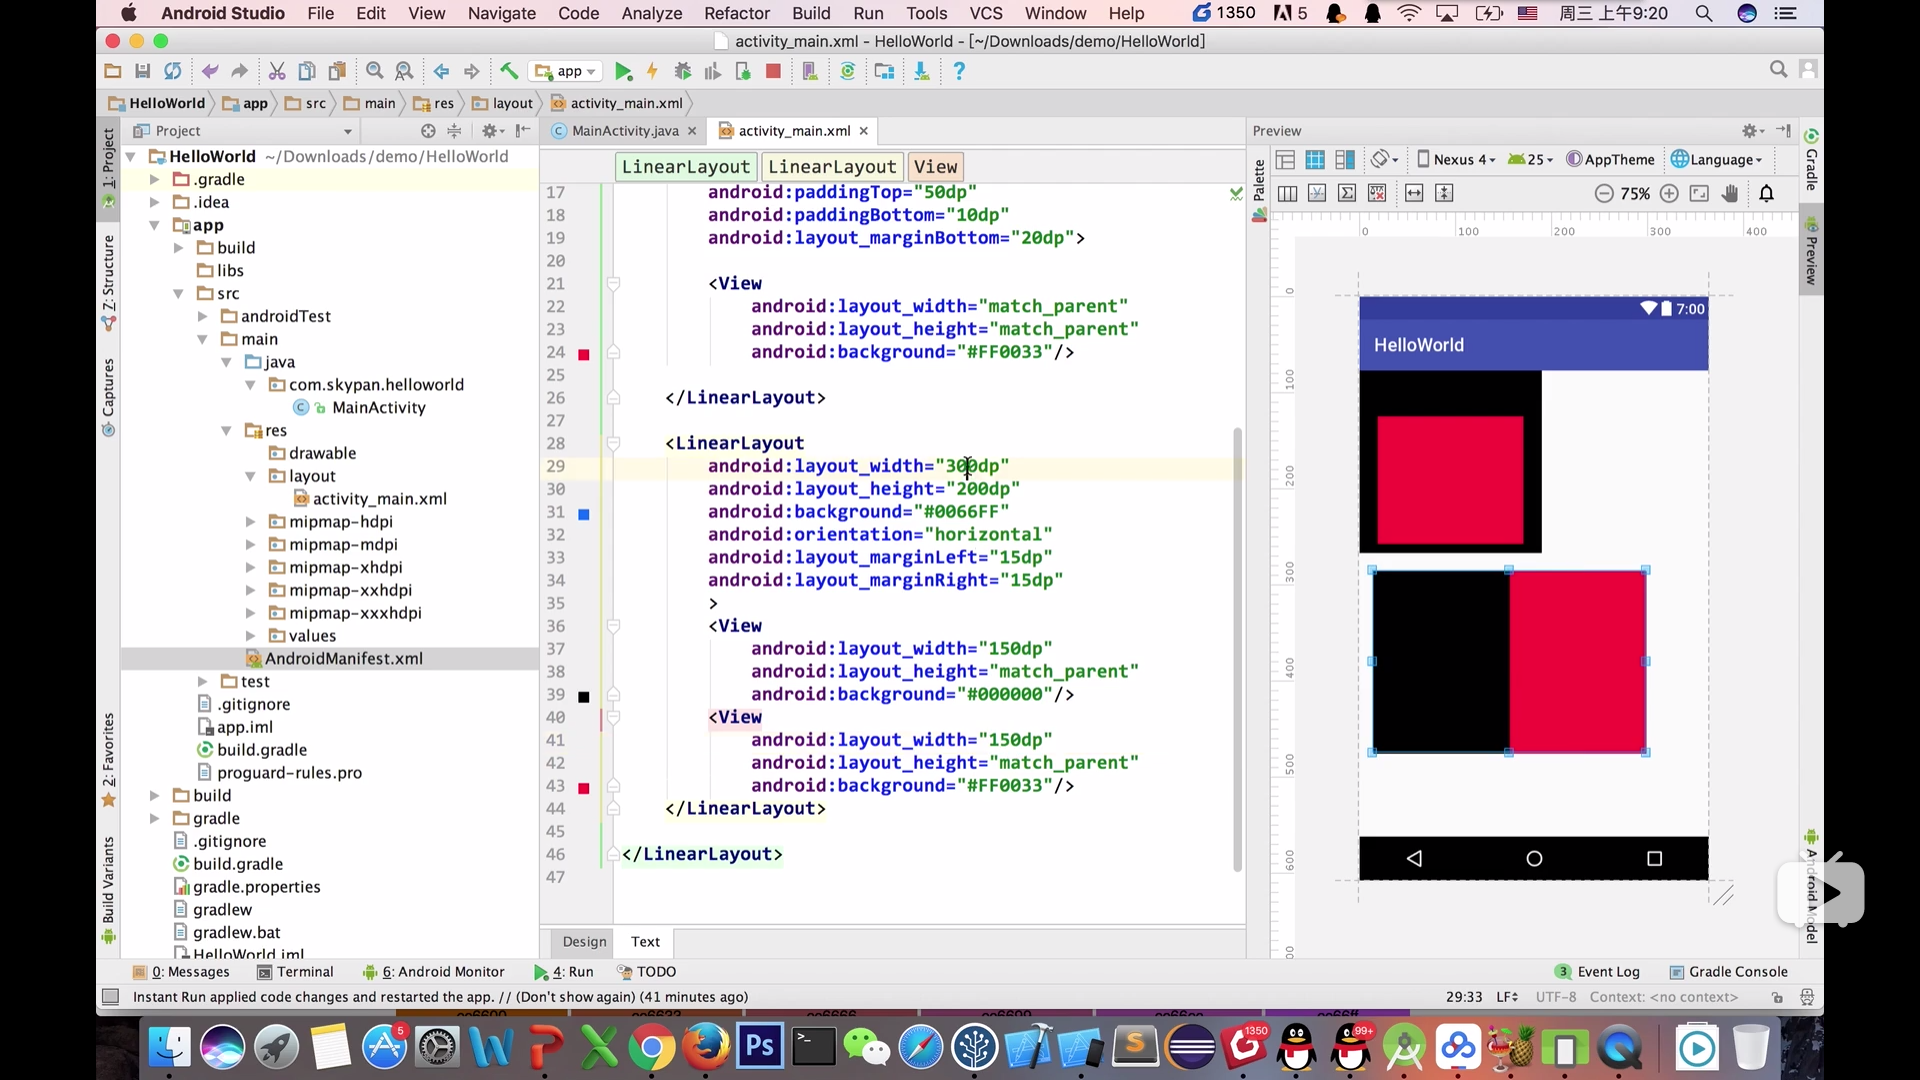 Android Studio File Edit View Navigate Code Analyze Refactor Build Run Tools VCS Window Help 1350 5 周三 上午9:20
activity_main.xml - HelloWorld - [~/Downloads/demo/HelloWorld]
app
HelloWorld app src main res layout activity_main.xml
Project
MainActivity.java activity_main.xml
Preview
LinearLayout LinearLayout View
Nexus 4 25 AppTheme Language
75%
1: Project
Z: Structure
Captures
2: Favorites
Build Variants
HelloWorld ~/Downloads/demo/HelloWorld
.gradle
.idea
app
build
libs
src
androidTest
main
java
com.skypan.helloworld
MainActivity
res
drawable
layout
activity_main.xml
mipmap-hdpi
mipmap-mdpi
mipmap-xhdpi
mipmap-xxhdpi
mipmap-xxxhdpi
values
AndroidManifest.xml
test
.gitignore
app.iml
build.gradle
proguard-rules.pro
build
gradle
.gitignore
build.gradle
gradle.properties
gradlew
gradlew.bat
HelloWorld.iml
17 android:paddingTop="50dp"
18 android:paddingBottom="10dp"
19 android:layout_marginBottom="20dp">
20
21 <View
22 android:layout_width="match_parent"
23 android:layout_height="match_parent"
24 android:background="#FF0033"/>
25
26 </LinearLayout>
27
28 <LinearLayout
29 android:layout_width="300dp"
30 android:layout_height="200dp"
31 android:background="#0066FF"
32 android:orientation="horizontal"
33 android:layout_marginLeft="15dp"
34 android:layout_marginRight="15dp"
35 >
36 <View
37 android:layout_width="150dp"
38 android:layout_height="match_parent"
39 android:background="#000000"/>
40 <View
41 android:layout_width="150dp"
42 android:layout_height="match_parent"
43 android:background="#FF0033"/>
44 </LinearLayout>
45
46 </LinearLayout>
47
Design Text
Palette
0 100 200 300 400
0
100
200
300
400
500
600
7:00
HelloWorld
Gradle
Preview
Android Model
0: Messages Terminal 6: Android Monitor 4: Run TODO
3 Event Log Gradle Console
Instant Run applied code changes and restarted the app. // (Don't show again) (41 minutes ago)
29:33 LF UTF-8 Context: <no context>
5
Ps
1350
99+